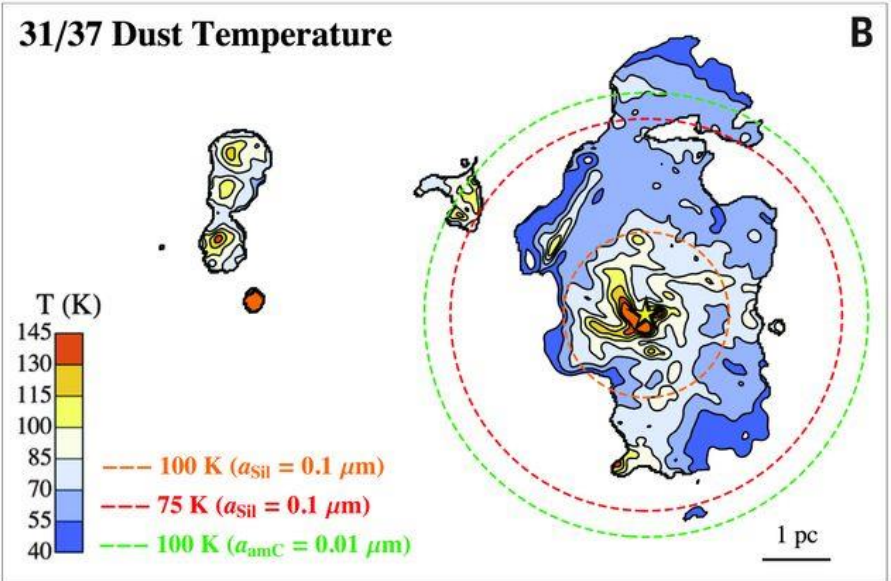 31/37 Dust Temperature
B
T (K)
145
130
115
100
85
70
55
40
100 K (aSil = 0.1 μm)
75 K (aSil = 0.1 μm)
100 K (aamC = 0.01 μm)
1 pc